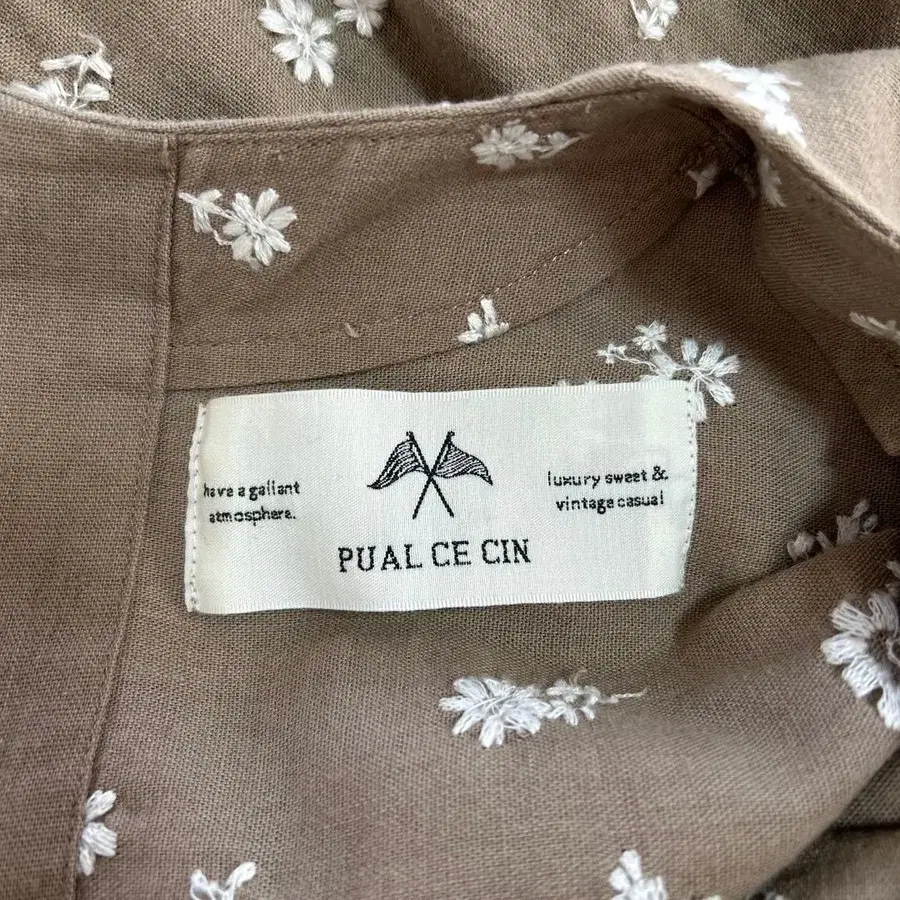 have a gallant
atmosphere.
luxury sweet &
vintage casual
PUAL CE CIN